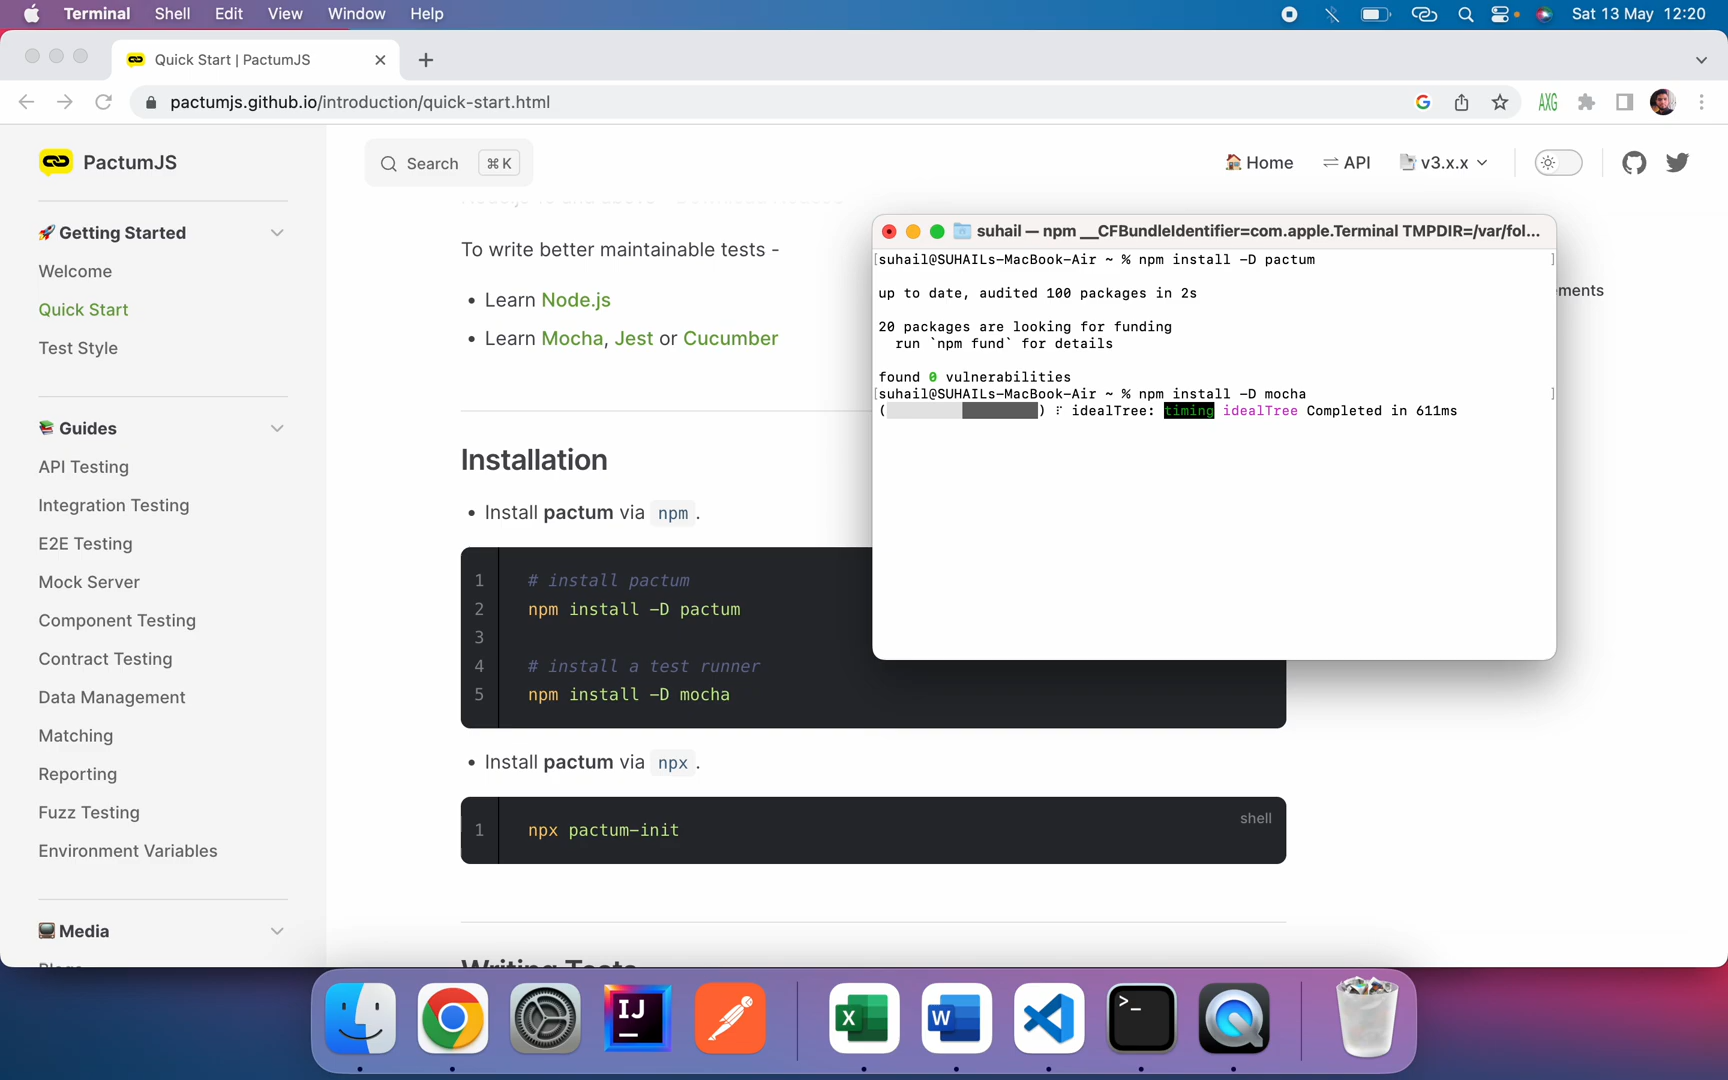 Terminal Shell Edit View Window Help Sat 13 May 12:20
Quick Start | PactumJS
pactumjs.github.io/introduction/quick-start.html
AXG
PactumJS
Search ⌘ K
🏠 Home ⇌ API 📑 v3.x.x
🚀 Getting Started
Welcome
Quick Start
Test Style
📚 Guides
API Testing
Integration Testing
E2E Testing
Mock Server
Component Testing
Contract Testing
Data Management
Matching
Reporting
Fuzz Testing
Environment Variables
📺 Media
To write better maintainable tests -
• Learn Node.js
• Learn Mocha, Jest or Cucumber
Installation
• Install pactum via npm .
1 # install pactum
2 npm install -D pactum
3
4 # install a test runner
5 npm install -D mocha
• Install pactum via npx .
shell
1 npx pactum-init
Writing Tests
ments
suhail — npm __CFBundleIdentifier=com.apple.Terminal TMPDIR=/var/fol...
[suhail@SUHAILs-MacBook-Air ~ % npm install -D pactum ]
up to date, audited 100 packages in 2s
20 packages are looking for funding
run `npm fund` for details
found 0 vulnerabilities
[suhail@SUHAILs-MacBook-Air ~ % npm install -D mocha ]
( ) ⠏ idealTree: timing idealTree Completed in 611ms
IJ
X
W
>_